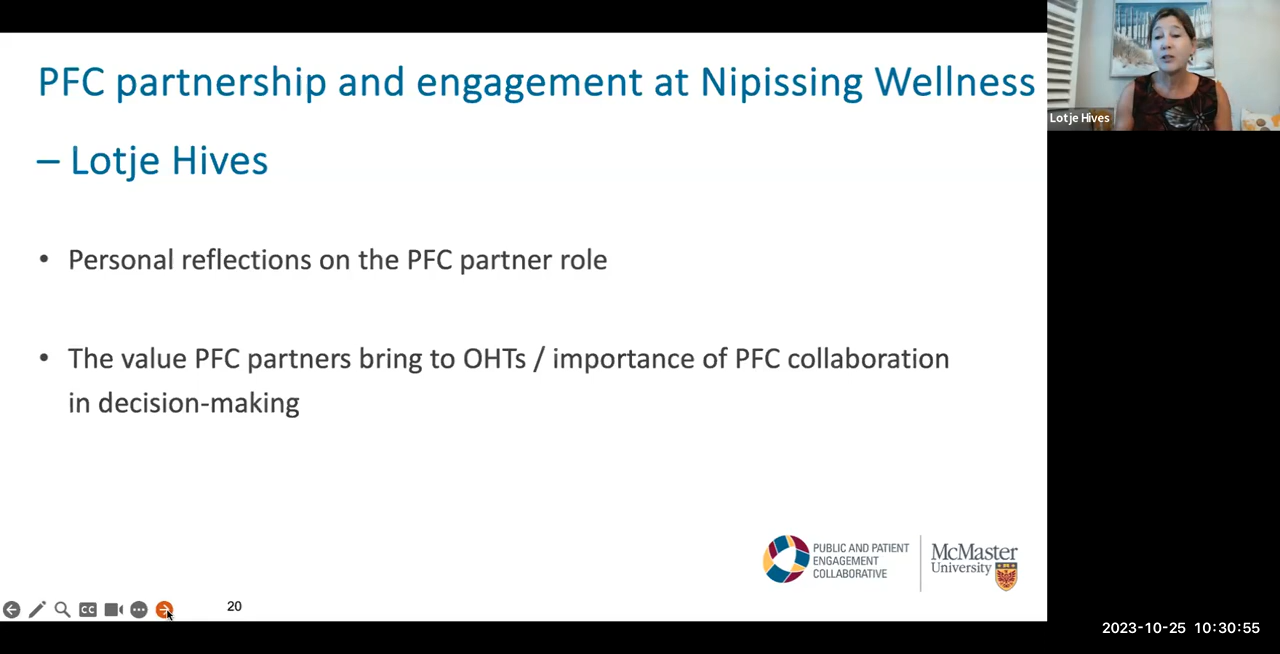 PFC partnership and engagement at Nipissing Wellness
– Lotje Hives
• Personal reflections on the PFC partner role
• The value PFC partners bring to OHTs / importance of PFC collaboration
in decision-making
PUBLIC AND PATIENT
ENGAGEMENT
COLLABORATIVE
McMaster
University
CC
20
Lotje Hives
2023-10-25 10:30:55